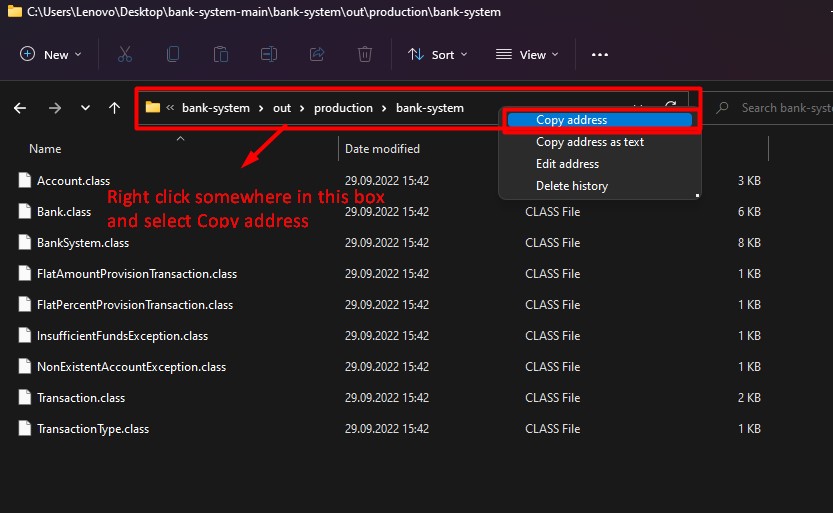 C:\Users\Lenovo\Desktop\bank-system-main\bank-system\out\production\bank-system
New Sort View
« bank-system > out > production > bank-system Search bank-syste
Copy address
Copy address as text
Edit address
Delete history
Name Date modified
Account.class 29.09.2022 15:42 3 KB
Right click somewhere in this box
Bank.class 29.09.2022 15:42 CLASS File 6 KB
and select Copy address
BankSystem.class 29.09.2022 15:42 CLASS File 8 KB
FlatAmountProvisionTransaction.class 29.09.2022 15:42 CLASS File 1 KB
FlatPercentProvisionTransaction.class 29.09.2022 15:42 CLASS File 1 KB
InsufficientFundsException.class 29.09.2022 15:42 CLASS File 1 KB
NonExistentAccountException.class 29.09.2022 15:42 CLASS File 1 KB
Transaction.class 29.09.2022 15:42 CLASS File 2 KB
TransactionType.class 29.09.2022 15:42 CLASS File 1 KB